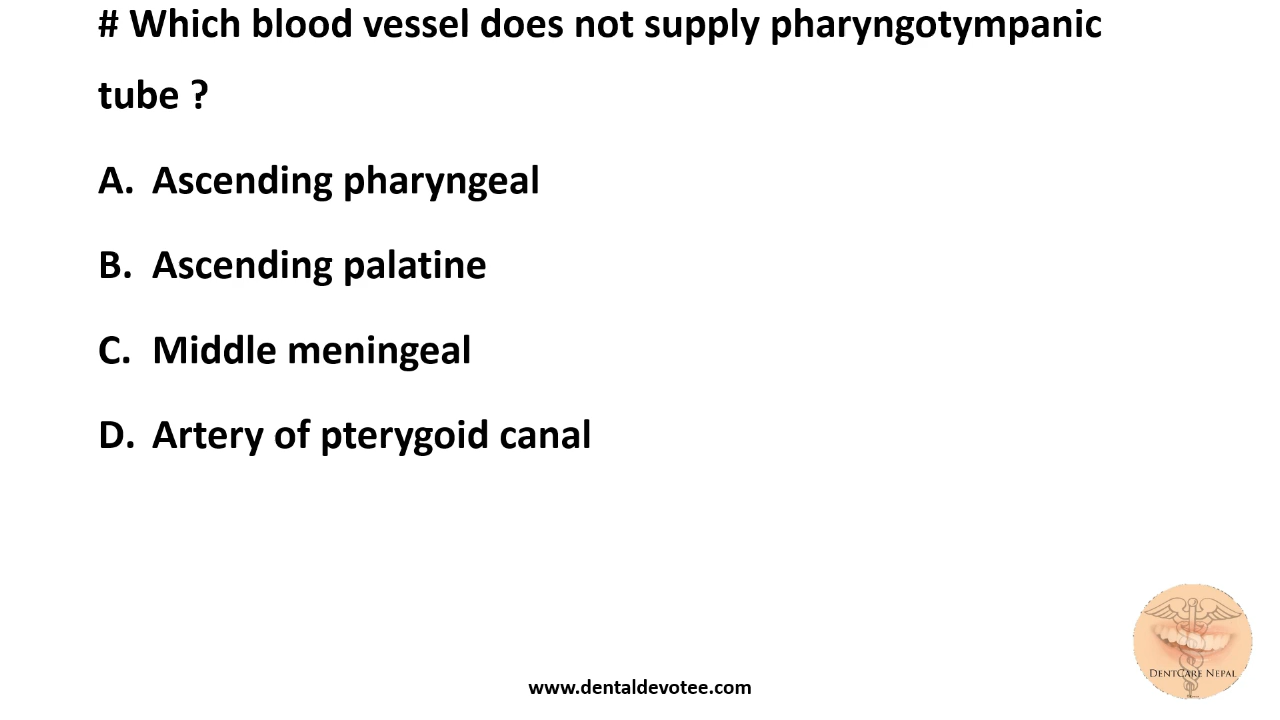 # Which blood vessel does not supply pharyngotympanic
tube ?
A. Ascending pharyngeal
B. Ascending palatine
C. Middle meningeal
D. Artery of pterygoid canal
DentCare Nepal
www.dentaldevotee.com